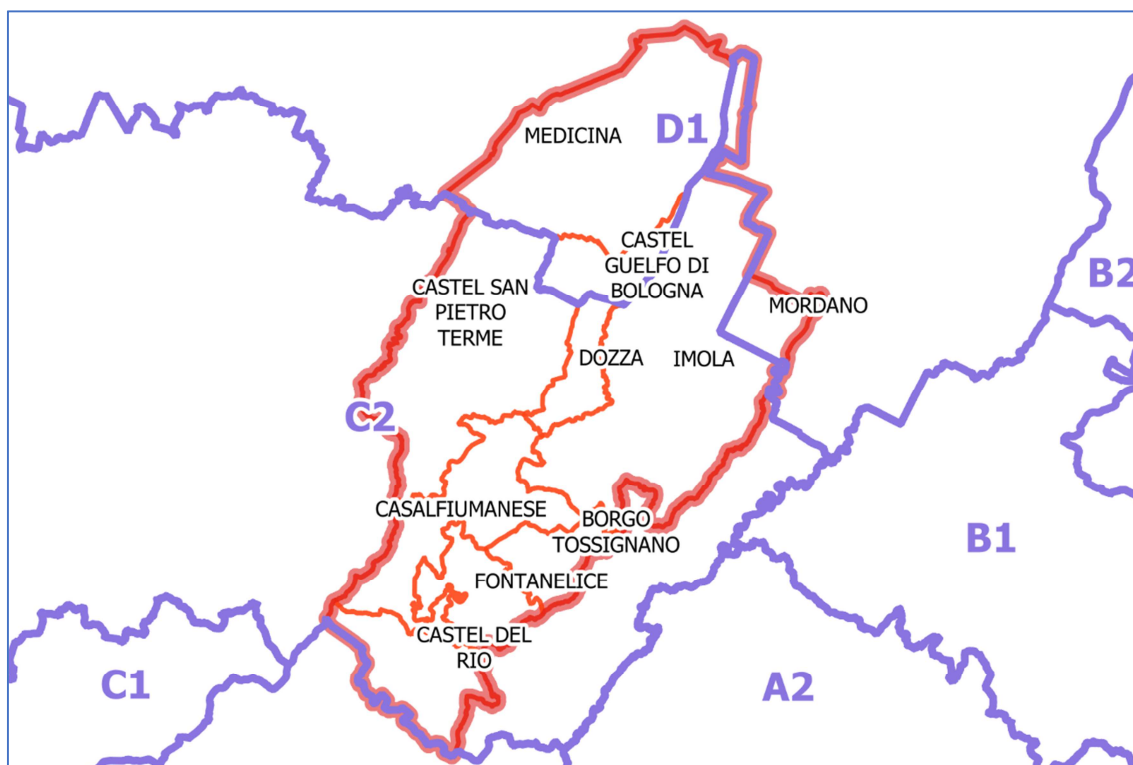 MEDICINA
D1
CASTEL
GUELFO DI
BOLOGNA
B2
CASTEL SAN
PIETRO
TERME
MORDANO
DOZZA
IMOLA
C2
CASALFIUMANESE
BORGO
TOSSIGNANO
B1
FONTANELICE
CASTEL DEL
RIO
C1
A2